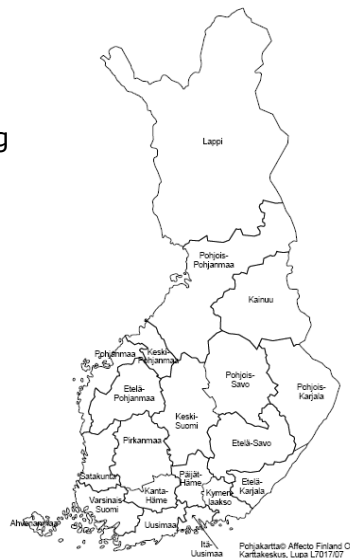 g
Lappi
Pohjois-
Pohjanmaa
Kainuu
Pohjanmaa
Keski-
Pohjanmaa
Etelä-
Pohjanmaa
Pohjois-
Savo
Pohjois-
Karjala
Keski-
Suomi
Pirkanmaa
Etelä-Savo
Satakunta
Päijät-
Häme
Etelä-
Karjala
Kanta-
Häme
Kymen-
laakso
Varsinais-
Suomi
Ahvenanmaa
Uusimaa
Itä-
Uusimaa
Pohjakartta© Affecto Finland O
Karttakeskus, Lupa L7017/07